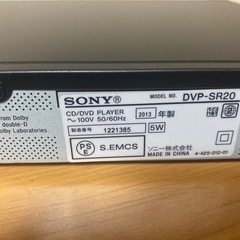 from Dolby
double-D
Dolby Laboratories.
SONY®
MODEL NO. DVP-SR20
CD/DVD PLAYER
～100V 50/60Hz
2013 年製
製造番号 1221385
5W
PS
E
S.EMCS
ソニー株式会社
MADE IN CHINA
4-425-212-01